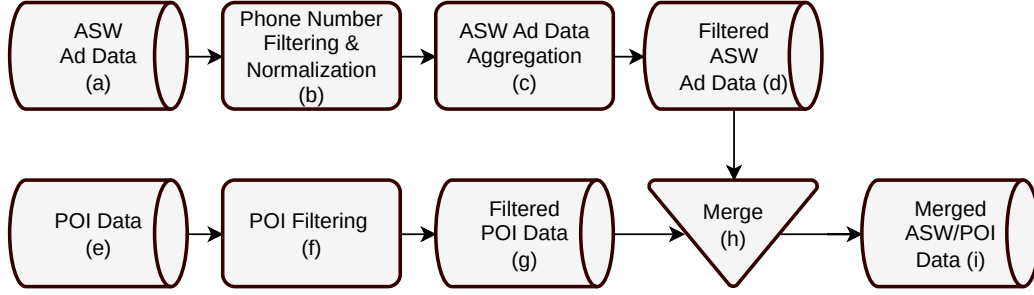 ASW
Ad Data
(a)
Phone Number
Filtering &
Normalization
(b)
ASW Ad Data
Aggregation
(c)
Filtered
ASW
Ad Data (d)
POI Data
(e)
POI Filtering
(f)
Filtered
POI Data
(g)
Merge
(h)
Merged
ASW/POI
Data (i)